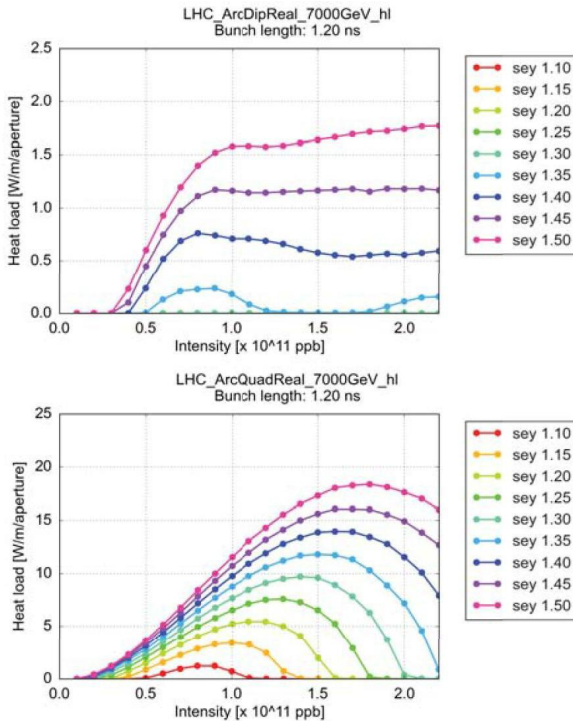 LHC_ArcDipReal_7000GeV_hl
Bunch length: 1.20 ns
Heat load [W/m/aperture]
2.5
2.0
1.5
1.0
0.5
0.0
0.0 0.5 1.0 1.5 2.0
Intensity [x 10^11 ppb]
sey 1.10
sey 1.15
sey 1.20
sey 1.25
sey 1.30
sey 1.35
sey 1.40
sey 1.45
sey 1.50
LHC_ArcQuadReal_7000GeV_hl
Bunch length: 1.20 ns
Heat load [W/m/aperture]
25
20
15
10
5
0
0.0 0.5 1.0 1.5 2.0
Intensity [x 10^11 ppb]
sey 1.10
sey 1.15
sey 1.20
sey 1.25
sey 1.30
sey 1.35
sey 1.40
sey 1.45
sey 1.50